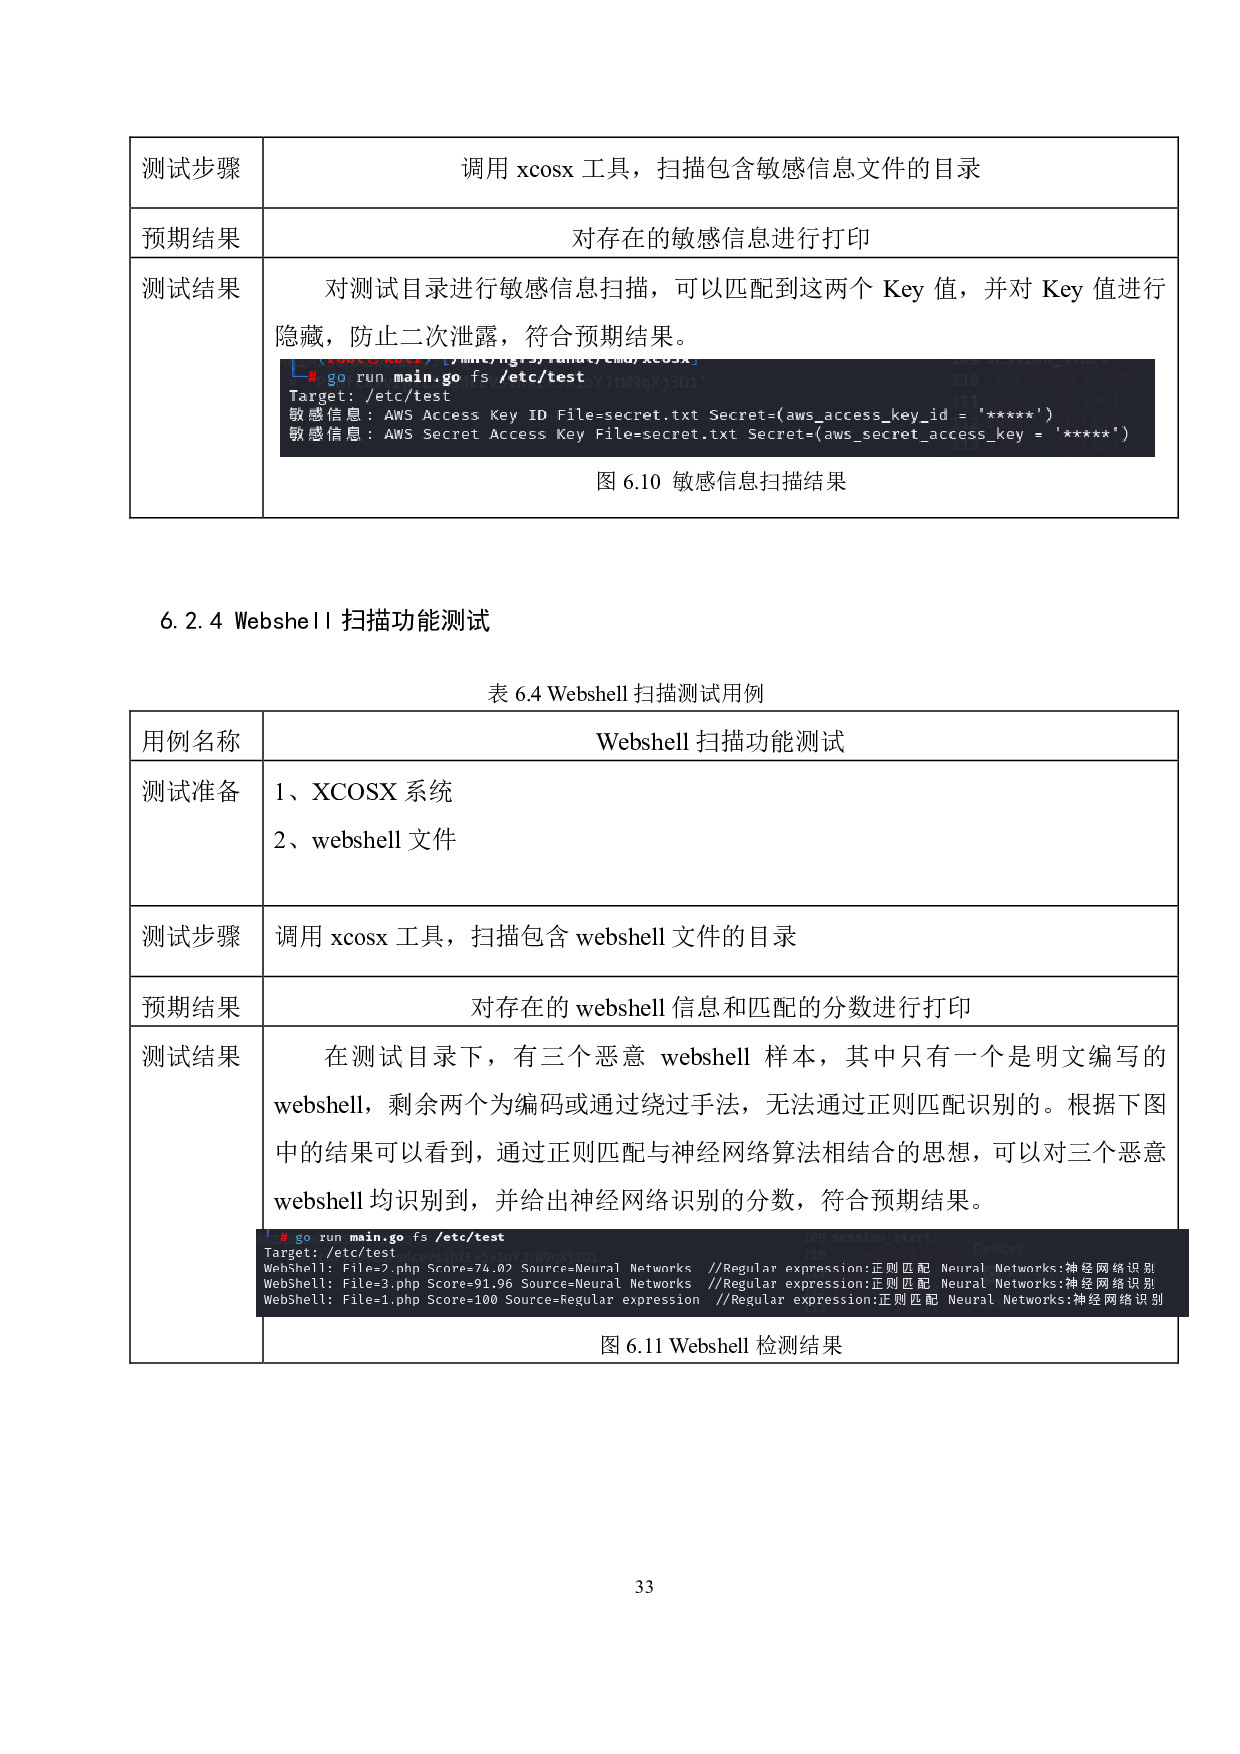 测试步骤
调用 xcosx 工具，扫描包含敏感信息文件的目录
预期结果
对存在的敏感信息进行打印
测试结果
对测试目录进行敏感信息扫描，可以匹配到这两个 Key 值，并对 Key 值进行
隐藏，防止二次泄露，符合预期结果。
# go run main.go fs /etc/test
Target: /etc/test
敏感信息: AWS Access Key ID File=secret.txt Secret=(aws_access_key_id = '*****')
敏感信息: AWS Secret Access Key File=secret.txt Secret=(aws_secret_access_key = '*****")
图 6.10 敏感信息扫描结果
6.2.4 Webshell 扫描功能测试
表 6.4 Webshell 扫描测试用例
用例名称
Webshell 扫描功能测试
测试准备
1、XCOSX 系统
2、webshell 文件
测试步骤
调用 xcosx 工具，扫描包含 webshell 文件的目录
预期结果
对存在的 webshell 信息和匹配的分数进行打印
测试结果
在测试目录下，有三个恶意 webshell 样本，其中只有一个是明文编写的
webshell，剩余两个为编码或通过绕过手法，无法通过正则匹配识别的。根据下图
中的结果可以看到，通过正则匹配与神经网络算法相结合的思想，可以对三个恶意
webshell 均识别到，并给出神经网络识别的分数，符合预期结果。
# go run main.go fs /etc/test
Target: /etc/test
WebShell: File=2.php Score=74.02 Source=Neural Networks //Regular expression:正则匹配 Neural Networks:神经网络识别
WebShell: File=3.php Score=91.96 Source=Neural Networks //Regular expression:正则匹配 Neural Networks:神经网络识别
WebShell: File=1.php Score=100 Source=Regular expression //Regular expression:正则匹配 Neural Networks:神经网络识别
图 6.11 Webshell 检测结果
33